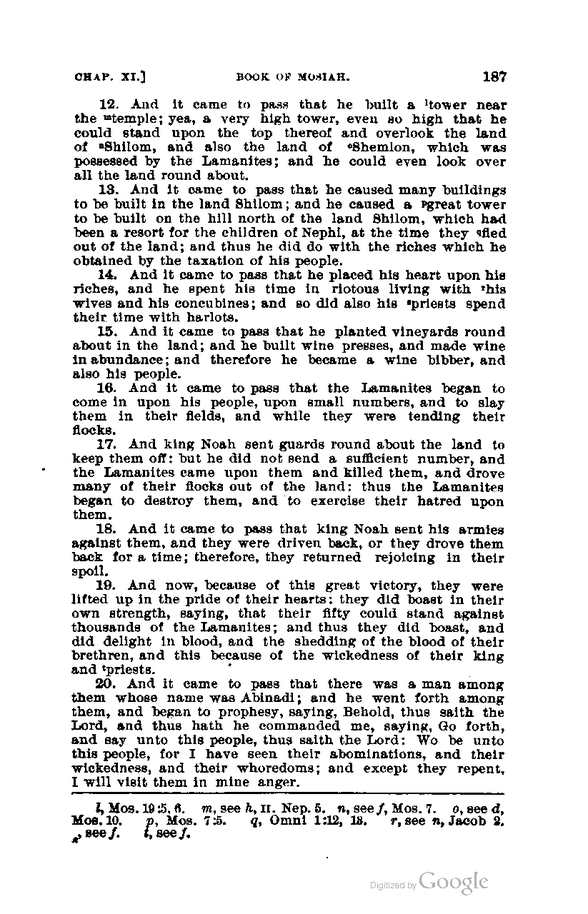 CHAP. XI.] BOOK OF MOSIAH. 187
12. And it came to pass that he built a ˡtower near
the ᵐtemple; yea, a very high tower, even so high that he
could stand upon the top thereof and overlook the land
of ⁿShilom, and also the land of ᵒShemlon, which was
possessed by the Lamanites; and he could even look over
all the land round about.
13. And it came to pass that he caused many buildings
to be built in the land Shilom; and he caused a ᵖgreat tower
to be built on the hill north of the land Shilom, which had
been a resort for the children of Nephi, at the time they qfled
out of the land; and thus he did do with the riches which he
obtained by the taxation of his people.
14. And it came to pass that he placed his heart upon his
riches, and he spent his time in riotous living with ʳhis
wives and his concubines; and so did also his ˢpriests spend
their time with harlots.
15. And it came to pass that he planted vineyards round
about in the land; and he built wine presses, and made wine
in abundance; and therefore he became a wine bibber, and
also his people.
16. And it came to pass that the Lamanites began to
come in upon his people, upon small numbers, and to slay
them in their fields, and while they were tending their
flocks.
17. And king Noah sent guards round about the land to
keep them off: but he did not send a sufficient number, and
the Lamanites came upon them and killed them, and drove
many of their flocks out of the land: thus the Lamanites
began to destroy them, and to exercise their hatred upon
them.
18. And it came to pass that king Noah sent his armies
against them, and they were driven back, or they drove them
back for a time; therefore, they returned rejoicing in their
spoil.
19. And now, because of this great victory, they were
lifted up in the pride of their hearts: they did boast in their
own strength, saying, that their fifty could stand against
thousands of the Lamanites; and thus they did boast, and
did delight in blood, and the shedding of the blood of their
brethren, and this because of the wickedness of their king
and ᵗpriests.
20. And it came to pass that there was a man among
them whose name was Abinadi; and he went forth among
them, and began to prophesy, saying, Behold, thus saith the
Lord, and thus hath he commanded me, saying, Go forth,
and say unto this people, thus saith the Lord: Wo be unto
this people, for I have seen their abominations, and their
wickedness, and their whoredoms; and except they repent,
I will visit them in mine anger.
l, Mos. 19:5, 6. m, see h, II. Nep. 5. n, see f, Mos. 7. o, see d,
Mos. 10. p, Mos. 7:5. q, Omni 1:12, 13. r, see n, Jacob 2.
s, see f. t, see f.
Digitized by Google